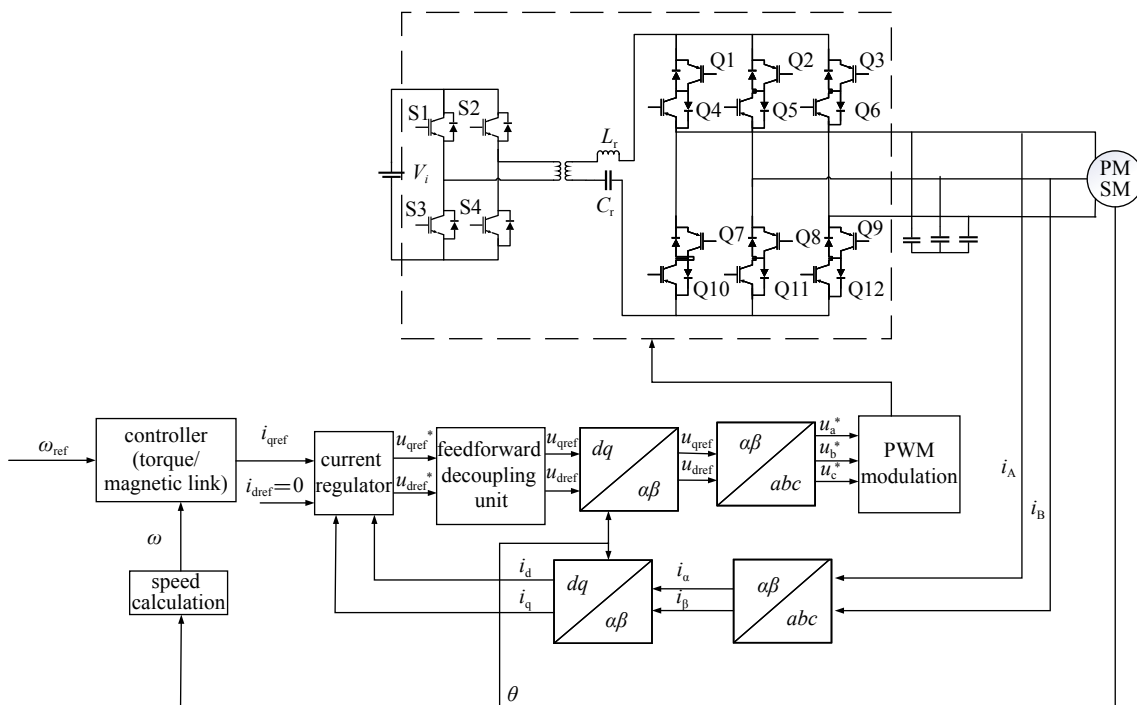 Q1
Q2
Q3
Q4
Q5
Q6
S1
S2
L_r
V_i
C_r
PM
SM
S3
S4
Q7
Q8
Q9
Q10
Q11
Q12
ω_ref
controller
(torque/
magnetic link)
i_qref
i_dref=0
current
regulator
u_qref*
u_dref*
feedforward
decoupling
unit
u_qref
u_dref
dq
αβ
u_qref
u_dref
αβ
abc
u_a*
u_b*
u_c*
PWM
modulation
i_A
i_B
ω
speed
calculation
i_d
i_q
dq
αβ
i_α
i_β
αβ
abc
θ